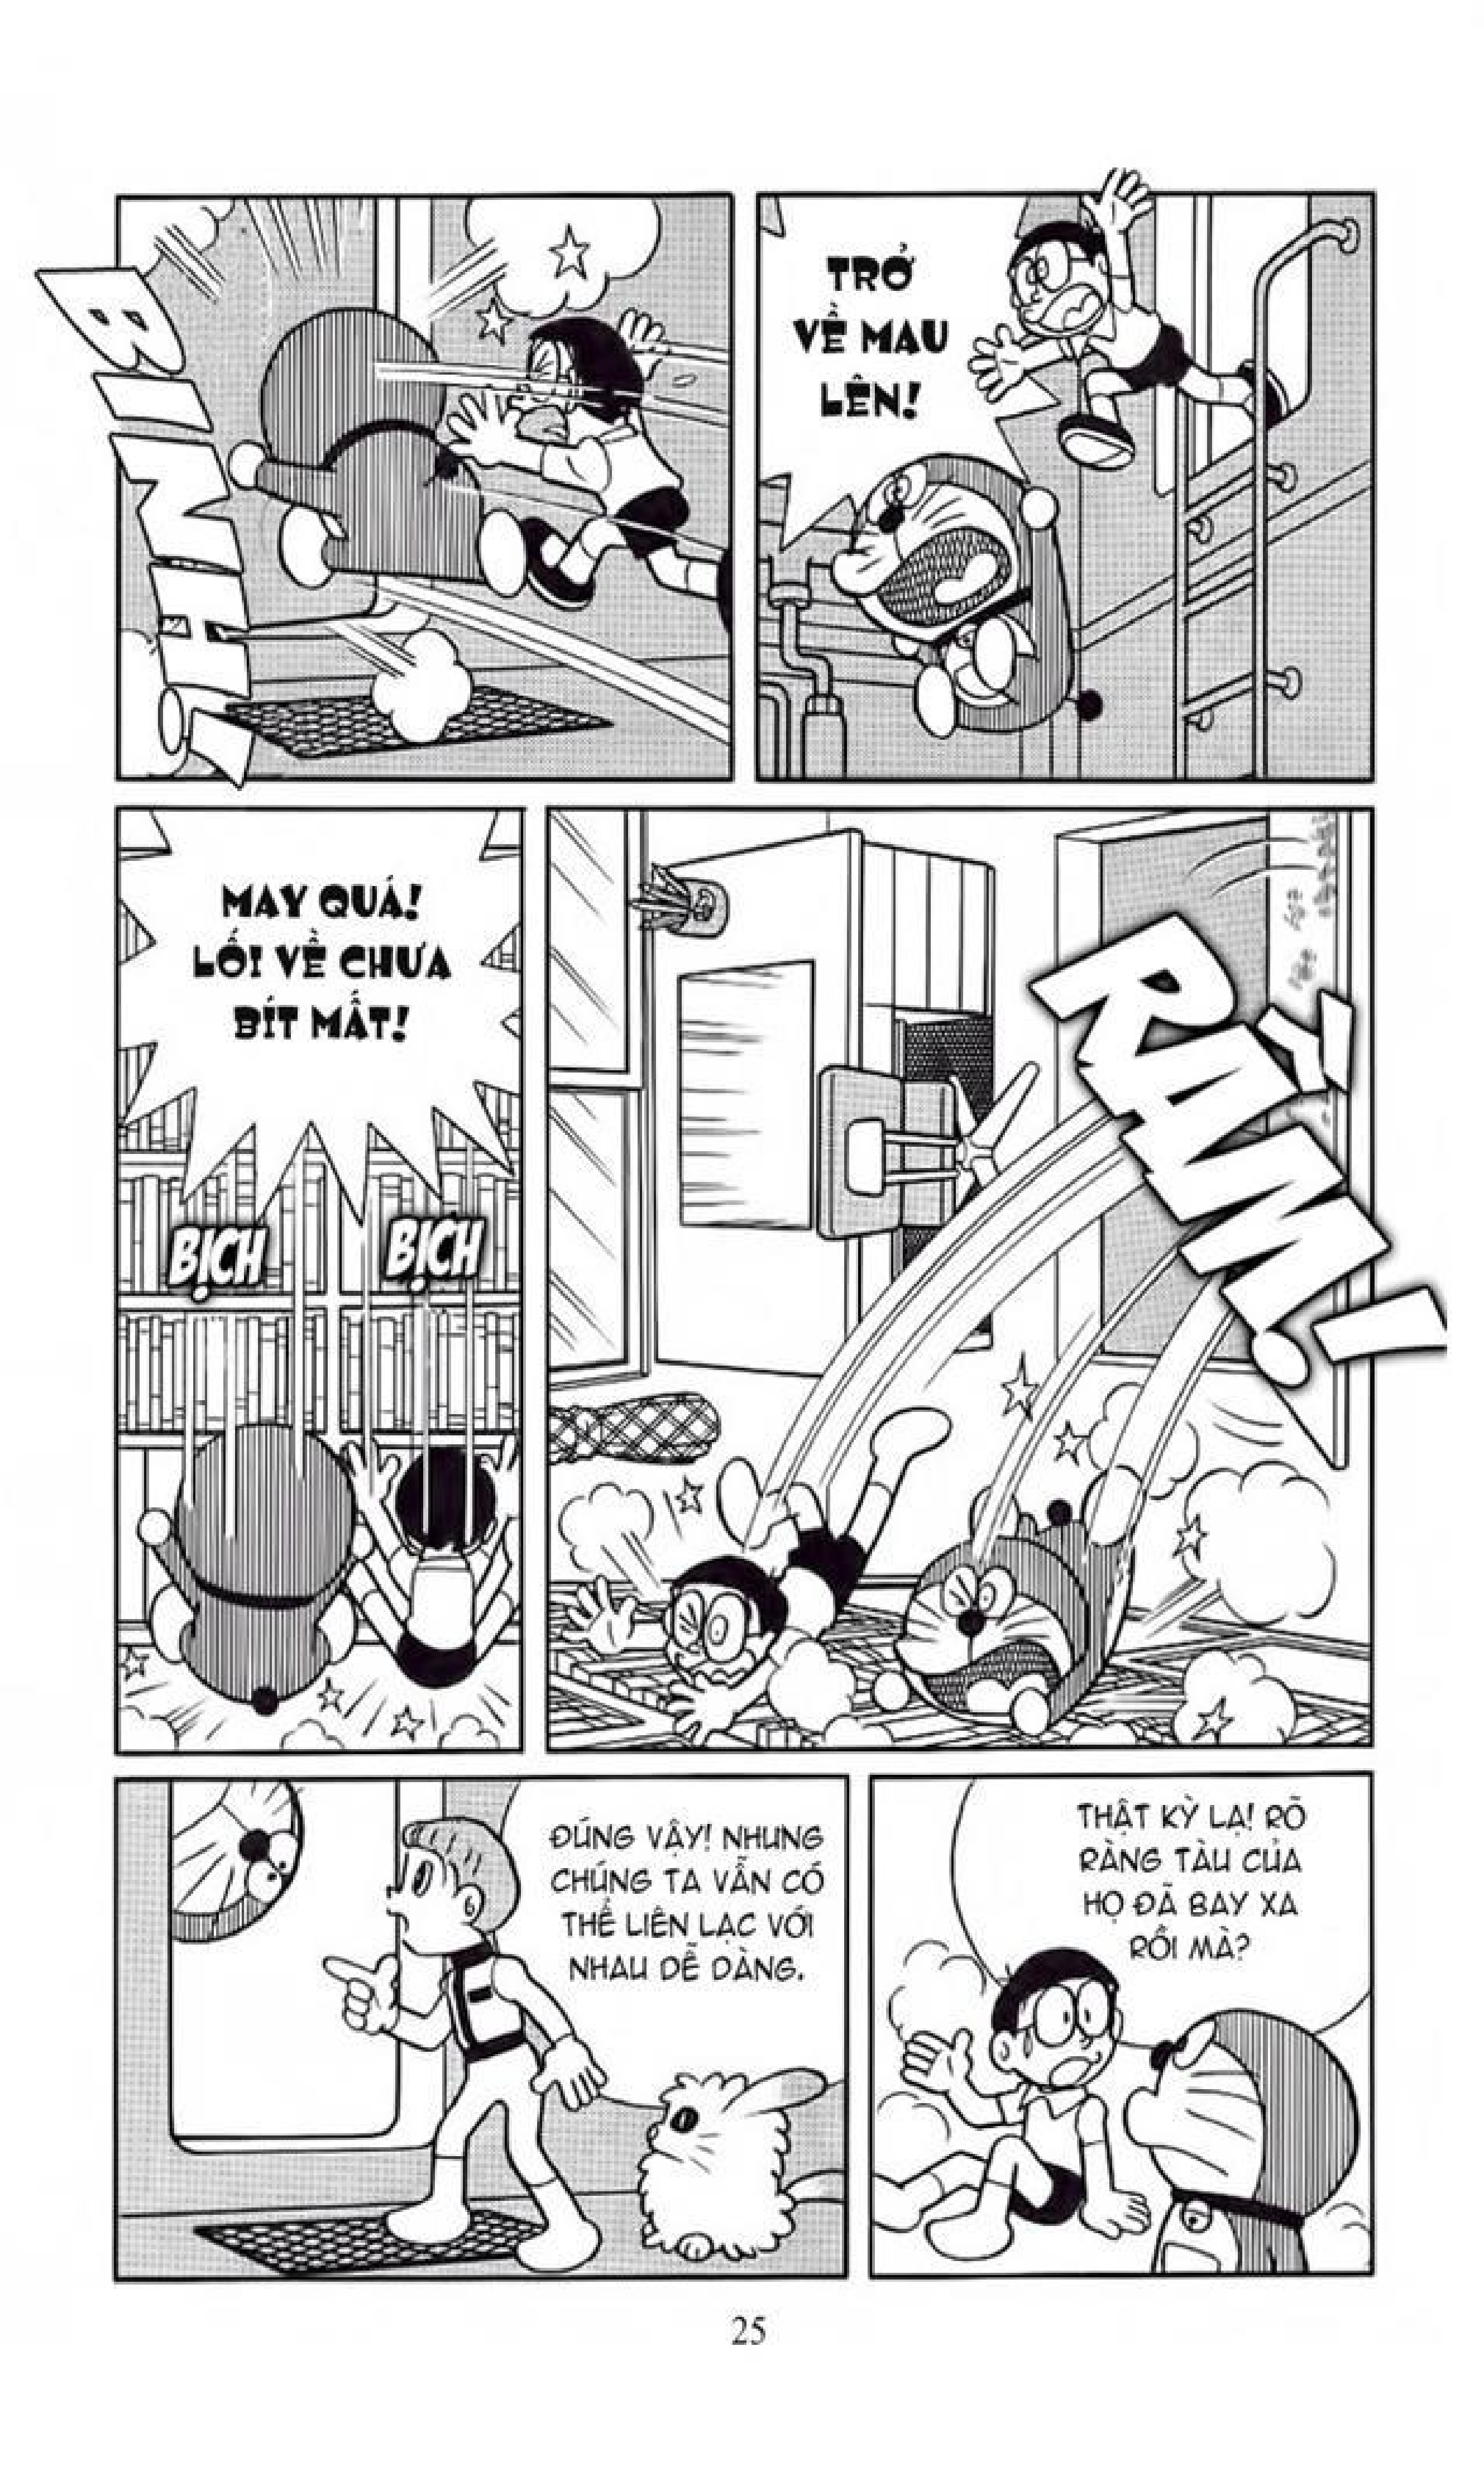 TRỞ
VỀ MAU
LÊN!
BINH!
RẦM!
MAY QUÁ!
LỐI VỀ CHƯA
BÍT MẤT!
BỊCH
BỊCH
THẬT KỲ LẠ! RÕ
RÀNG TÀU CỦA
HỌ ĐÃ BAY XA
RỒI MÀ?
ĐÚNG VẬY! NHƯNG
CHÚNG TA VẪN CÓ
THỂ LIÊN LẠC VỚI
NHAU DỄ DÀNG.
25